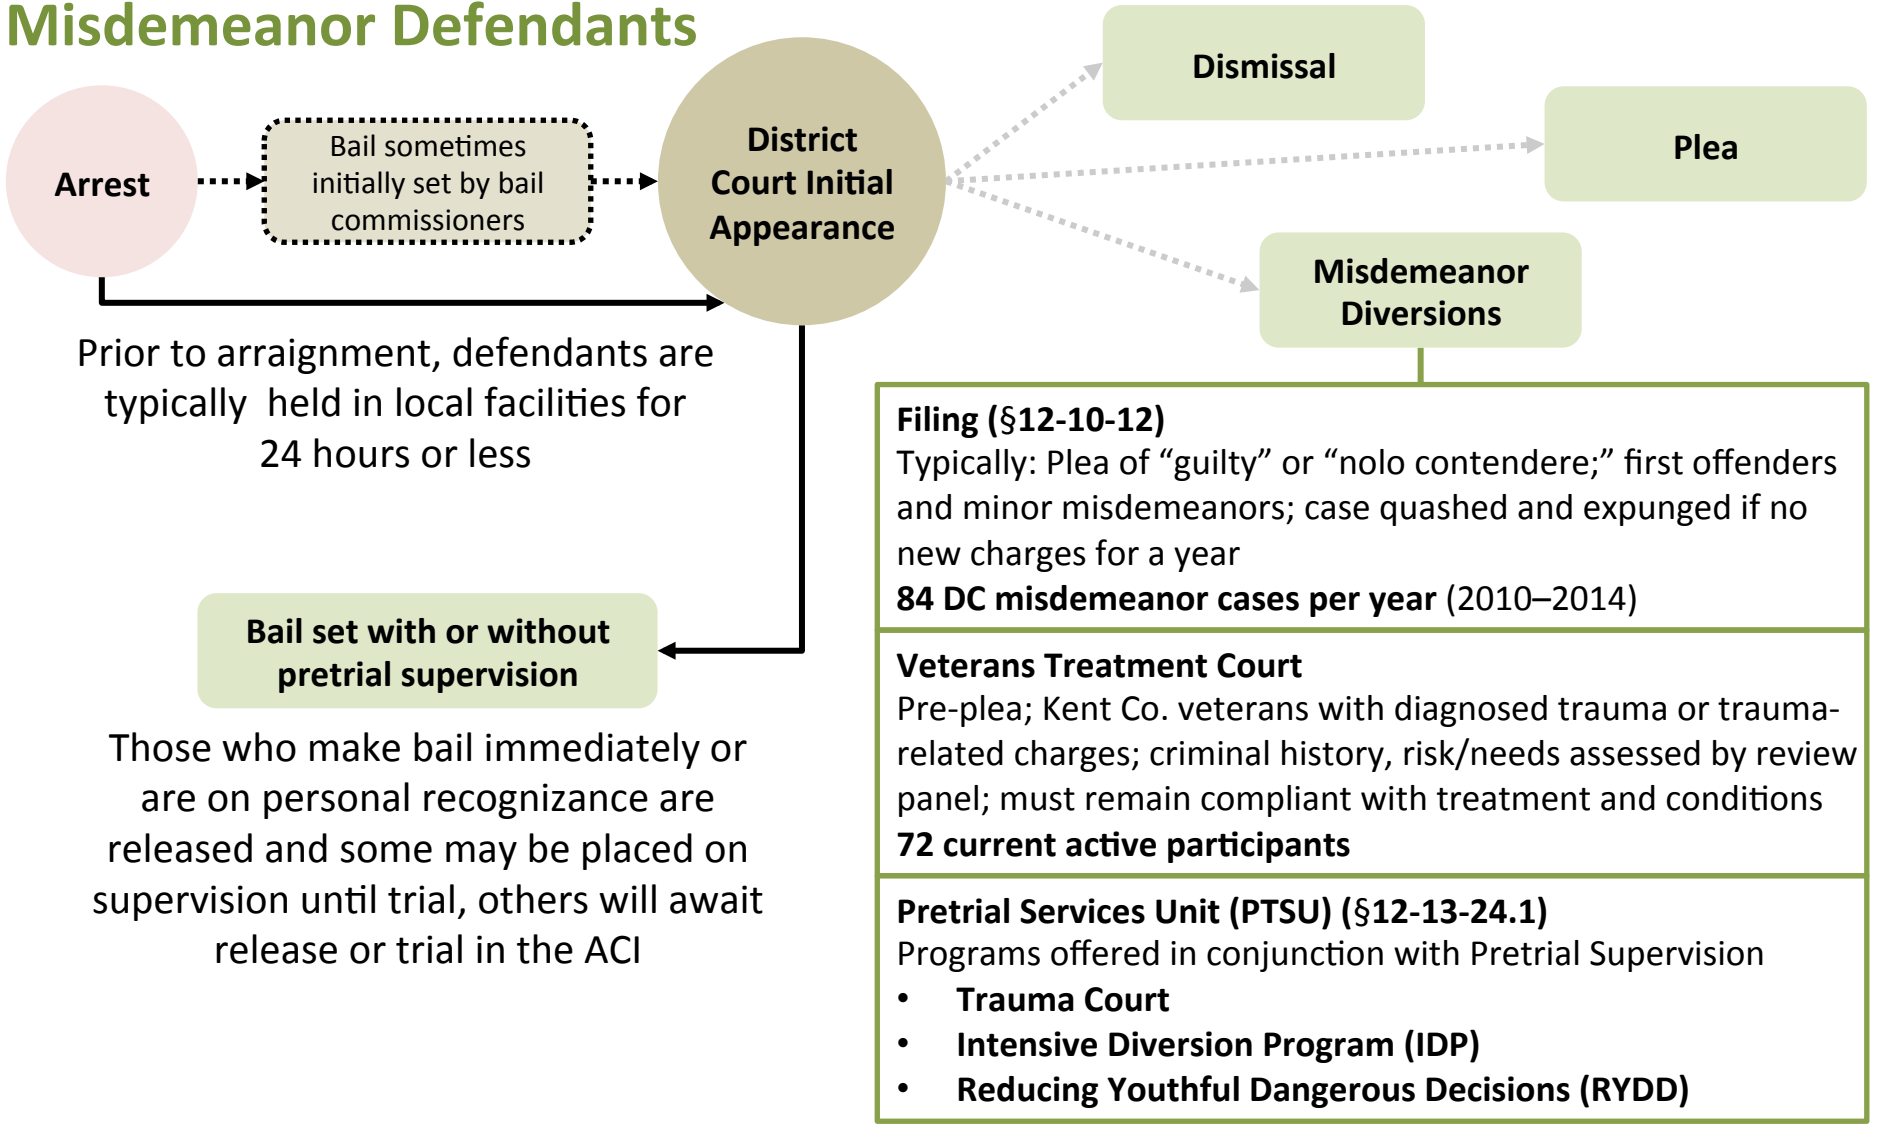 Misdemeanor Defendants
Arrest
Bail sometimes
initially set by bail
commissioners
District
Court Initial
Appearance
Dismissal
Plea
Misdemeanor
Diversions
Prior to arraignment, defendants are
typically held in local facilities for
24 hours or less
Bail set with or without
pretrial supervision
Those who make bail immediately or
are on personal recognizance are
released and some may be placed on
supervision until trial, others will await
release or trial in the ACI
Filing (§12-10-12)
Typically: Plea of “guilty” or “nolo contendere;” first offenders
and minor misdemeanors; case quashed and expunged if no
new charges for a year
84 DC misdemeanor cases per year (2010–2014)
Veterans Treatment Court
Pre-plea; Kent Co. veterans with diagnosed trauma or trauma-
related charges; criminal history, risk/needs assessed by review
panel; must remain compliant with treatment and conditions
72 current active participants
Pretrial Services Unit (PTSU) (§12-13-24.1)
Programs offered in conjunction with Pretrial Supervision
• Trauma Court
• Intensive Diversion Program (IDP)
• Reducing Youthful Dangerous Decisions (RYDD)